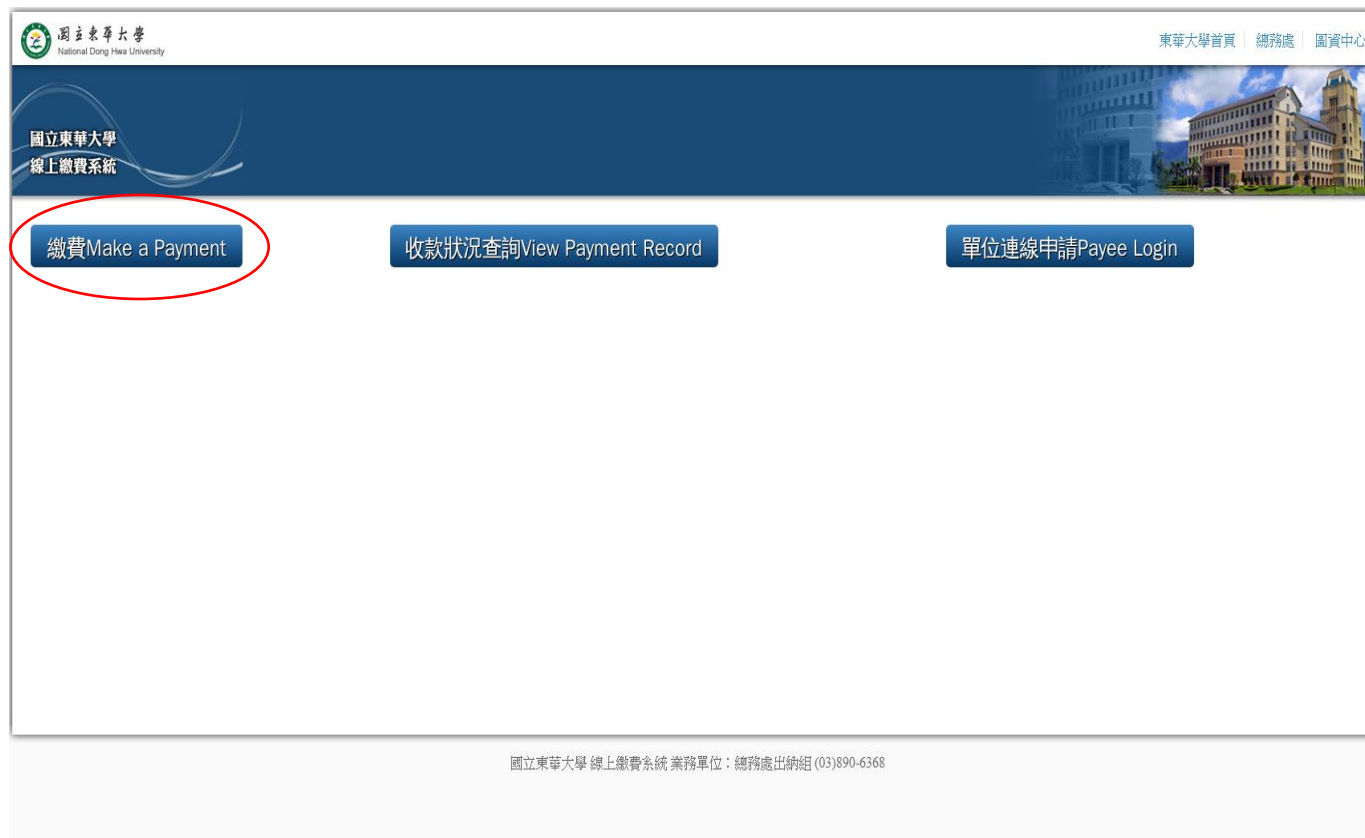 國立東華大學
National Dong Hwa University
東華大學首頁 總務處 圖資中心
國立東華大學
線上繳費系統
繳費Make a Payment
收款狀況查詢View Payment Record
單位連線申請Payee Login
國立東華大學 線上繳費系統 業務單位：總務處出納組 (03)890-6368